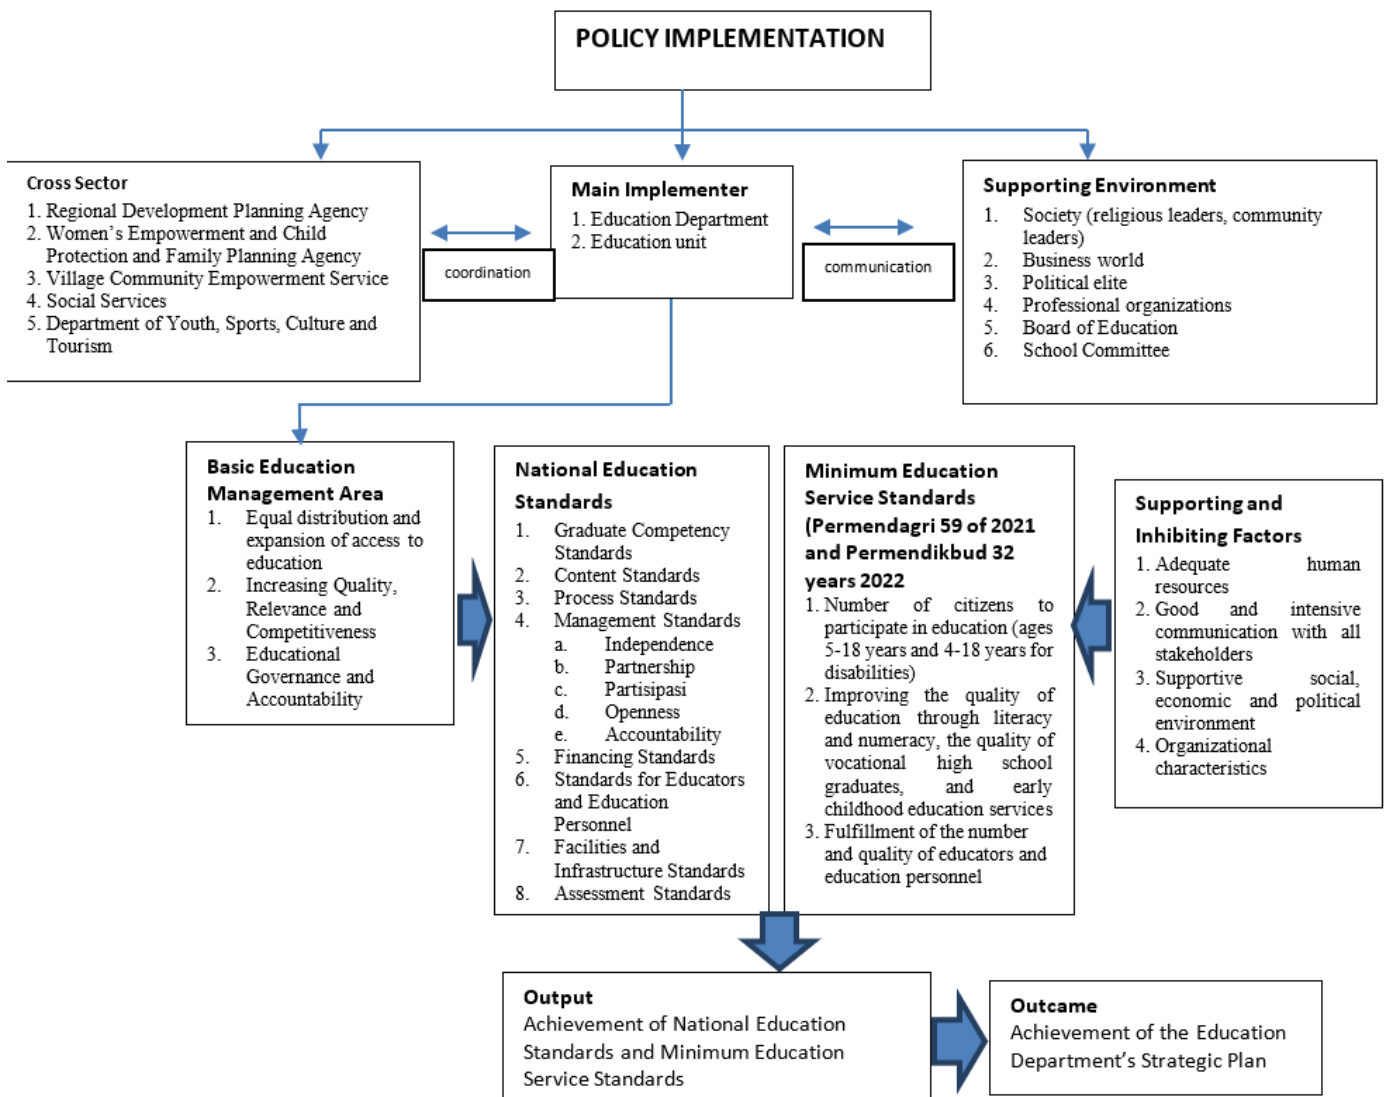 POLICY IMPLEMENTATION
Cross Sector
1. Regional Development Planning Agency
2. Women's Empowerment and Child
Protection and Family Planning Agency
3. Village Community Empowerment Service
4. Social Services
5. Department of Youth, Sports, Culture and
Tourism
coordination
Main Implementer
1. Education Department
2. Education unit
communication
Supporting Environment
1. Society (religious leaders, community
leaders)
2. Business world
3. Political elite
4. Professional organizations
5. Board of Education
6. School Committee
Basic Education
Management Area
1. Equal distribution and
expansion of access to
education
2. Increasing Quality,
Relevance and
Competitiveness
3. Educational
Governance and
Accountability
National Education
Standards
1. Graduate Competency
Standards
2. Content Standards
3. Process Standards
4. Management Standards
a. Independence
b. Partnership
c. Partisipasi
d. Openness
e. Accountability
5. Financing Standards
6. Standards for Educators
and Education
Personnel
7. Facilities and
Infrastructure Standards
8. Assessment Standards
Minimum Education
Service Standards
(Permendagri 59 of 2021
and Permendikbud 32
years 2022
1. Number of citizens to
participate in education (ages
5-18 years and 4-18 years for
disabilities)
2. Improving the quality of
education through literacy
and numeracy, the quality of
vocational high school
graduates, and early
childhood education services
3. Fulfillment of the number
and quality of educators and
education personnel
Supporting and
Inhibiting Factors
1. Adequate human
resources
2. Good and intensive
communication with all
stakeholders
3. Supportive social,
economic and political
environment
4. Organizational
characteristics
Output
Achievement of National Education
Standards and Minimum Education
Service Standards
Outcame
Achievement of the Education
Department's Strategic Plan